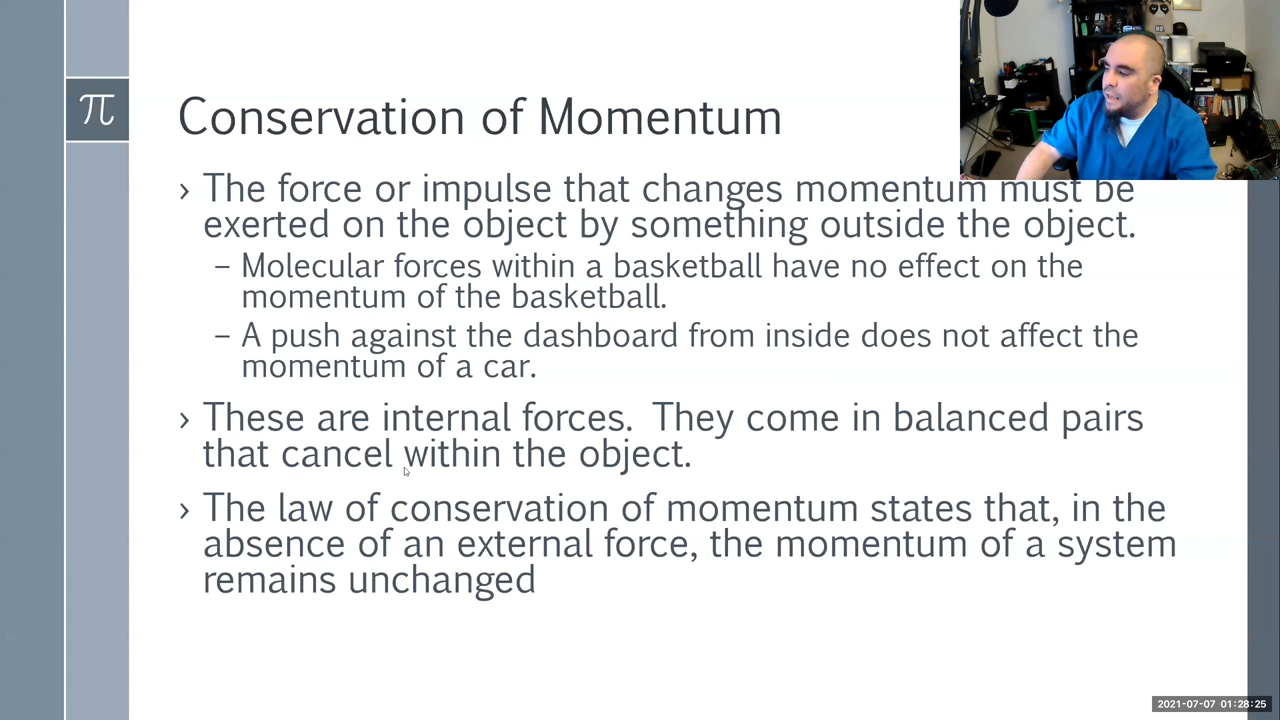 π
Conservation of Momentum
› The force or impulse that changes momentum must be
exerted on the object by something outside the object.
– Molecular forces within a basketball have no effect on the
momentum of the basketball.
– A push against the dashboard from inside does not affect the
momentum of a car.
› These are internal forces.  They come in balanced pairs
that cancel within the object.
› The law of conservation of momentum states that, in the
absence of an external force, the momentum of a system
remains unchanged
2021-07-07 01:28:25